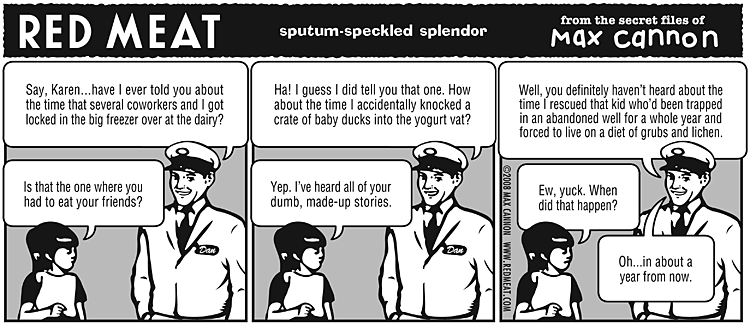 RED MEAT
sputum-speckled splendor
from the secret files of
Max cannon
Say, Karen...have I ever told you about
the time that several coworkers and I got
locked in the big freezer over at the dairy?
Is that the one where you
had to eat your friends?
Dan
Ha! I guess I did tell you that one. How
about the time I accidentally knocked a
crate of baby ducks into the yogurt vat?
Yep. I've heard all of your
dumb, made-up stories.
Dan
Well, you definitely haven't heard about the
time I rescued that kid who'd been trapped
in an abandoned well for a whole year and
forced to live on a diet of grubs and lichen.
Ew, yuck. When
did that happen?
Oh...in about a
year from now.
©2008 MAX CANNON WWW.REDMEAT.COM